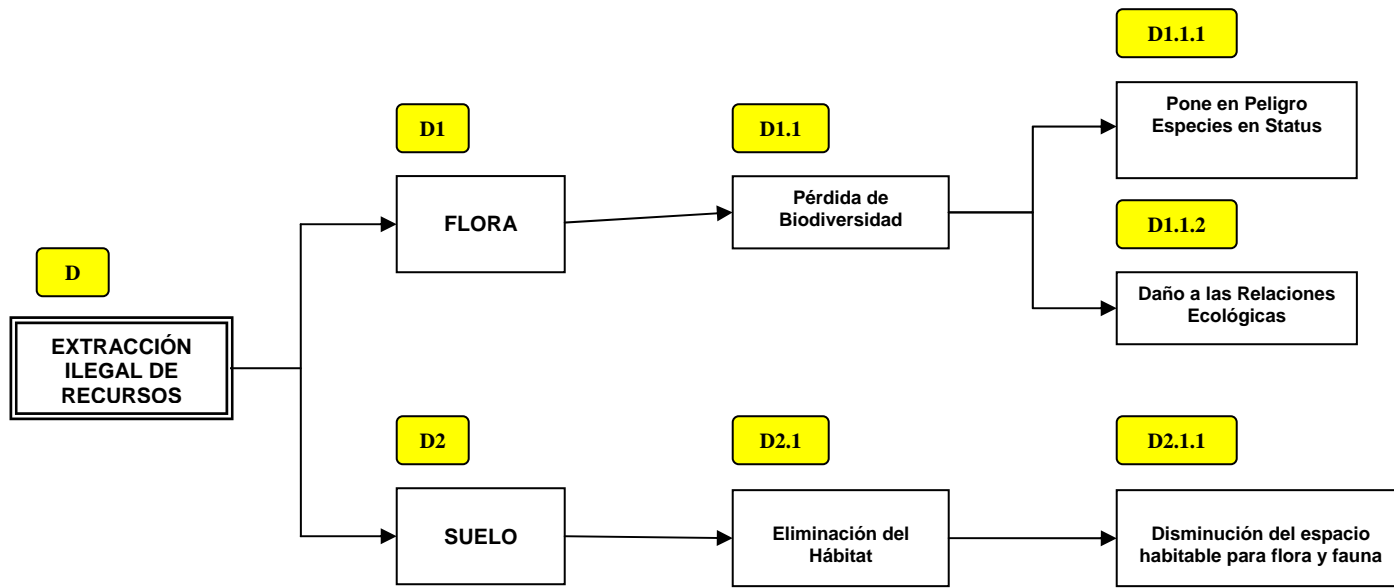 D1.1.1
Pone en Peligro
Especies en Status
D1
D1.1
FLORA
Pérdida de
Biodiversidad
D1.1.2
Daño a las Relaciones
Ecológicas
D
EXTRACCIÓN
ILEGAL DE
RECURSOS
D2
D2.1
D2.1.1
SUELO
Eliminación del
Hábitat
Disminución del espacio
habitable para flora y fauna